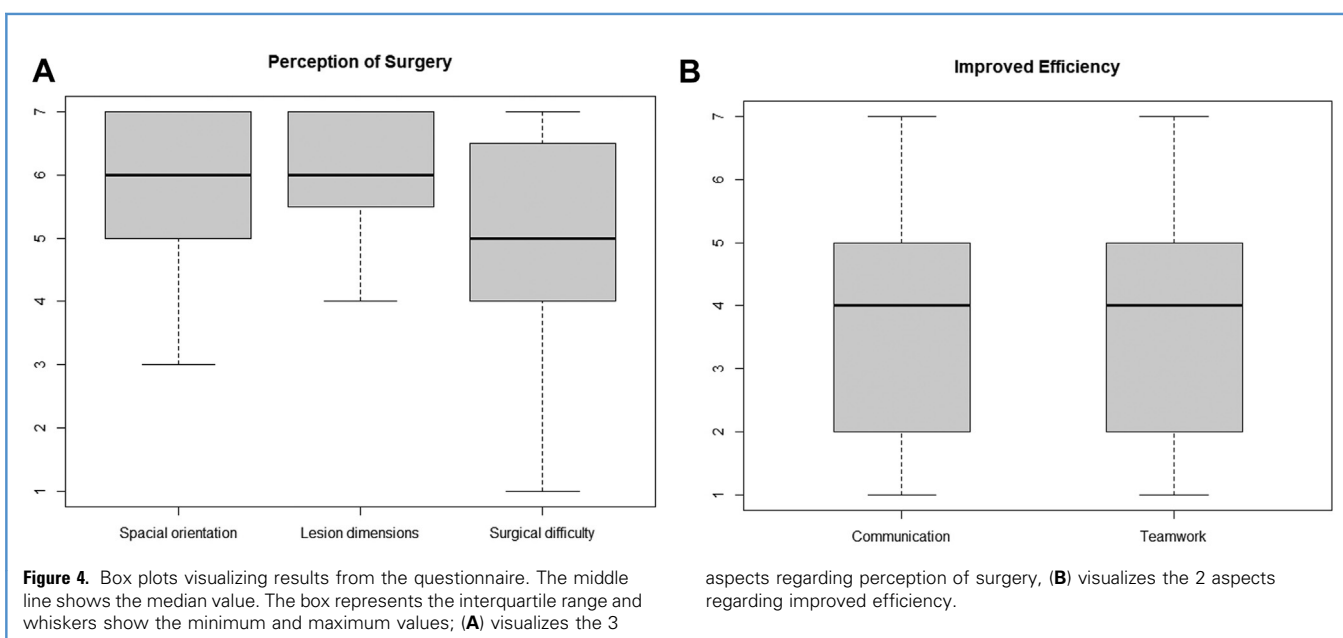 A
Perception of Surgery
7
6
5
4
3
2
1
Spacial orientation
Lesion dimensions
Surgical difficulty
B
Improved Efficiency
7
6
5
4
3
2
1
Communication
Teamwork
Figure 4. Box plots visualizing results from the questionnaire. The middle
line shows the median value. The box represents the interquartile range and
whiskers show the minimum and maximum values; (A) visualizes the 3
aspects regarding perception of surgery, (B) visualizes the 2 aspects
regarding improved efficiency.